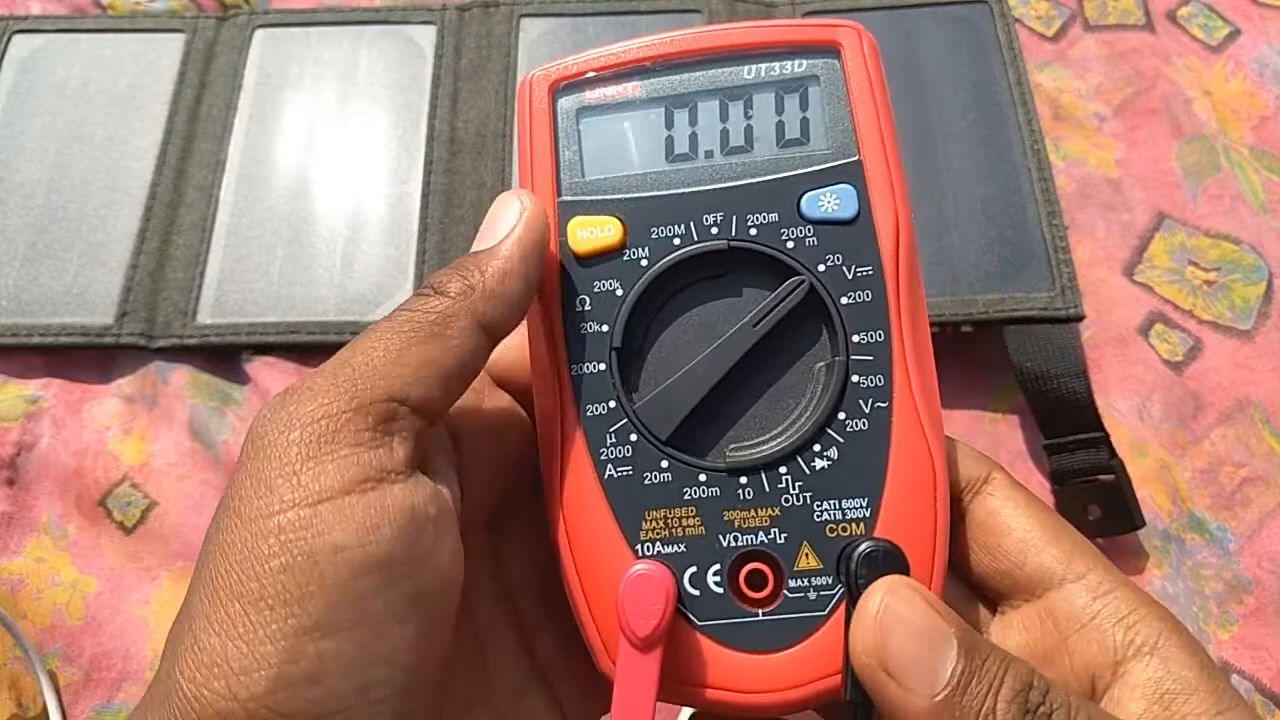 UNI-T
UT33D
0.00
HOLD
OFF
200m
2000
m
20
V⎓
200
500
500
V~
200
OUT
10
200m
20m
A⎓
2000
μ
200
2000
20k
Ω
200k
20M
200M
UNFUSED
MAX 10 sec
EACH 15 min
10AMAX
200mA MAX
FUSED
VΩmA
CATI 600V
CATII 300V
COM
CE
MAX 500V